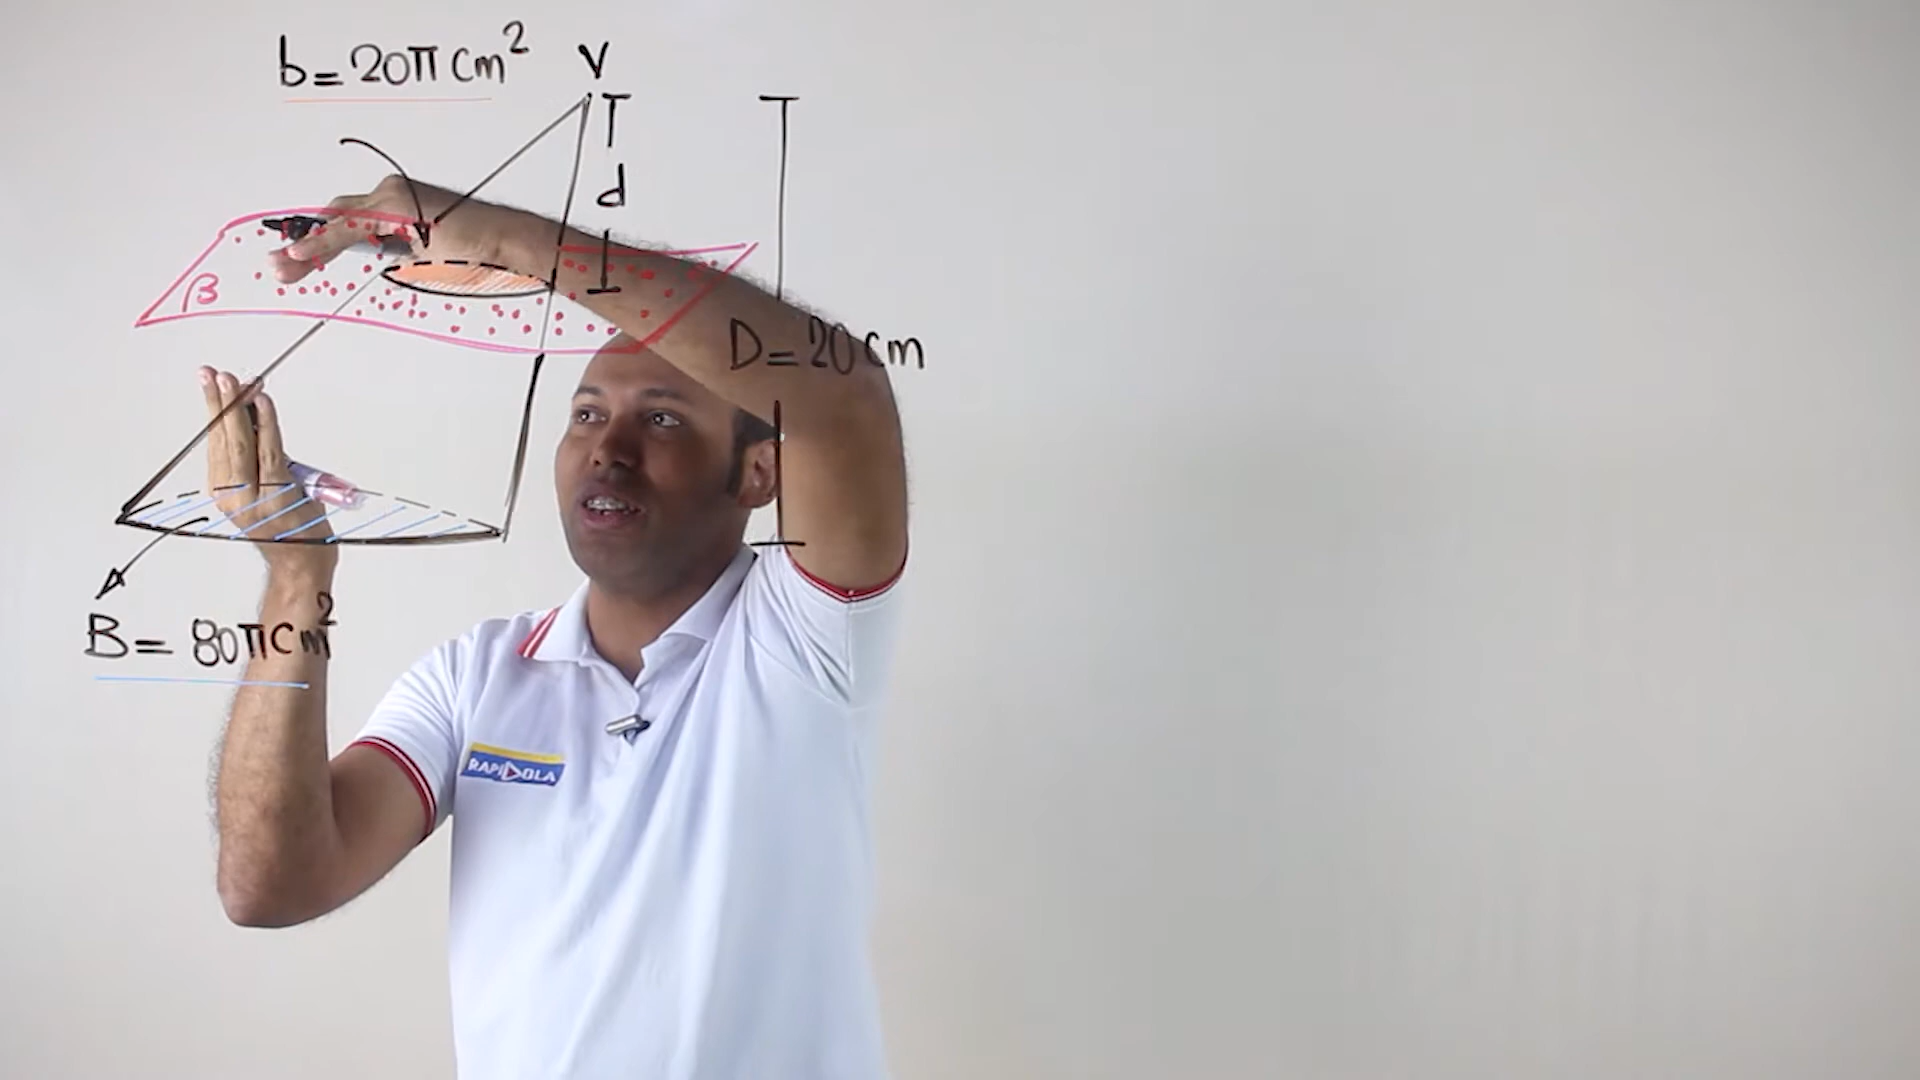 b = 20π cm²
V
d
β
D = 20 cm
B = 80π cm²
RAPIDOLA